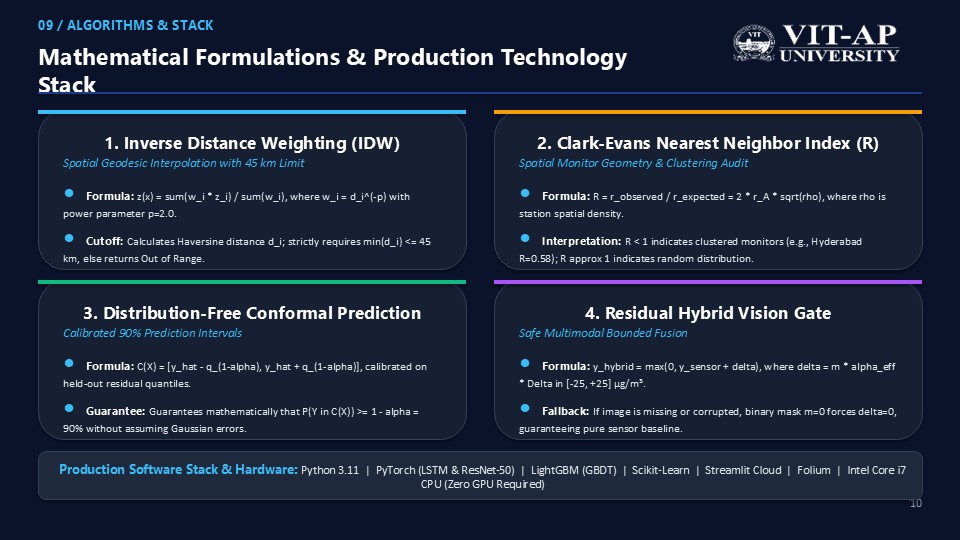 09 / ALGORITHMS & STACK
Mathematical Formulations & Production Technology
Stack
VIT
VIT-AP
UNIVERSITY
1. Inverse Distance Weighting (IDW)
Spatial Geodesic Interpolation with 45 km Limit
● Formula: z(x) = sum(w_i * z_i) / sum(w_i), where w_i = d_i^(-p) with
power parameter p=2.0.
● Cutoff: Calculates Haversine distance d_i; strictly requires min(d_i) <= 45
km, else returns Out of Range.
2. Clark-Evans Nearest Neighbor Index (R)
Spatial Monitor Geometry & Clustering Audit
● Formula: R = r_observed / r_expected = 2 * r_A * sqrt(rho), where rho is
station spatial density.
● Interpretation: R < 1 indicates clustered monitors (e.g., Hyderabad
R=0.58); R approx 1 indicates random distribution.
3. Distribution-Free Conformal Prediction
Calibrated 90% Prediction Intervals
● Formula: C(X) = [y_hat - q_(1-alpha), y_hat + q_(1-alpha)], calibrated on
held-out residual quantiles.
● Guarantee: Guarantees mathematically that P(Y in C(X)) >= 1 - alpha =
90% without assuming Gaussian errors.
4. Residual Hybrid Vision Gate
Safe Multimodal Bounded Fusion
● Formula: y_hybrid = max(0, y_sensor + delta), where delta = m * alpha_eff
* Delta in [-25, +25] µg/m³.
● Fallback: If image is missing or corrupted, binary mask m=0 forces delta=0,
guaranteeing pure sensor baseline.
Production Software Stack & Hardware: Python 3.11 | PyTorch (LSTM & ResNet-50) | LightGBM (GBDT) | Scikit-Learn | Streamlit Cloud | Folium | Intel Core i7
CPU (Zero GPU Required)
10